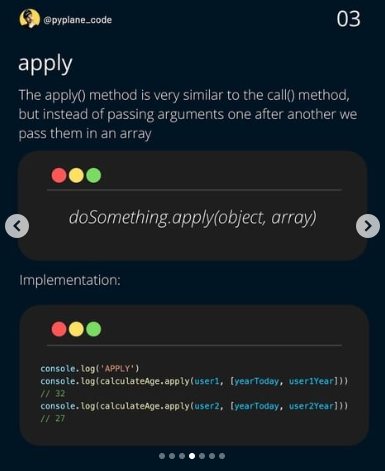 @pyplane_code
03
apply
The apply() method is very similar to the call() method,
but instead of passing arguments one after another we
pass them in an array
doSomething.apply(object, array)
Implementation:
console.log('APPLY')
console.log(calculateAge.apply(user1, [yearToday, user1Year]))
// 32
console.log(calculateAge.apply(user2, [yearToday, user2Year]))
// 27